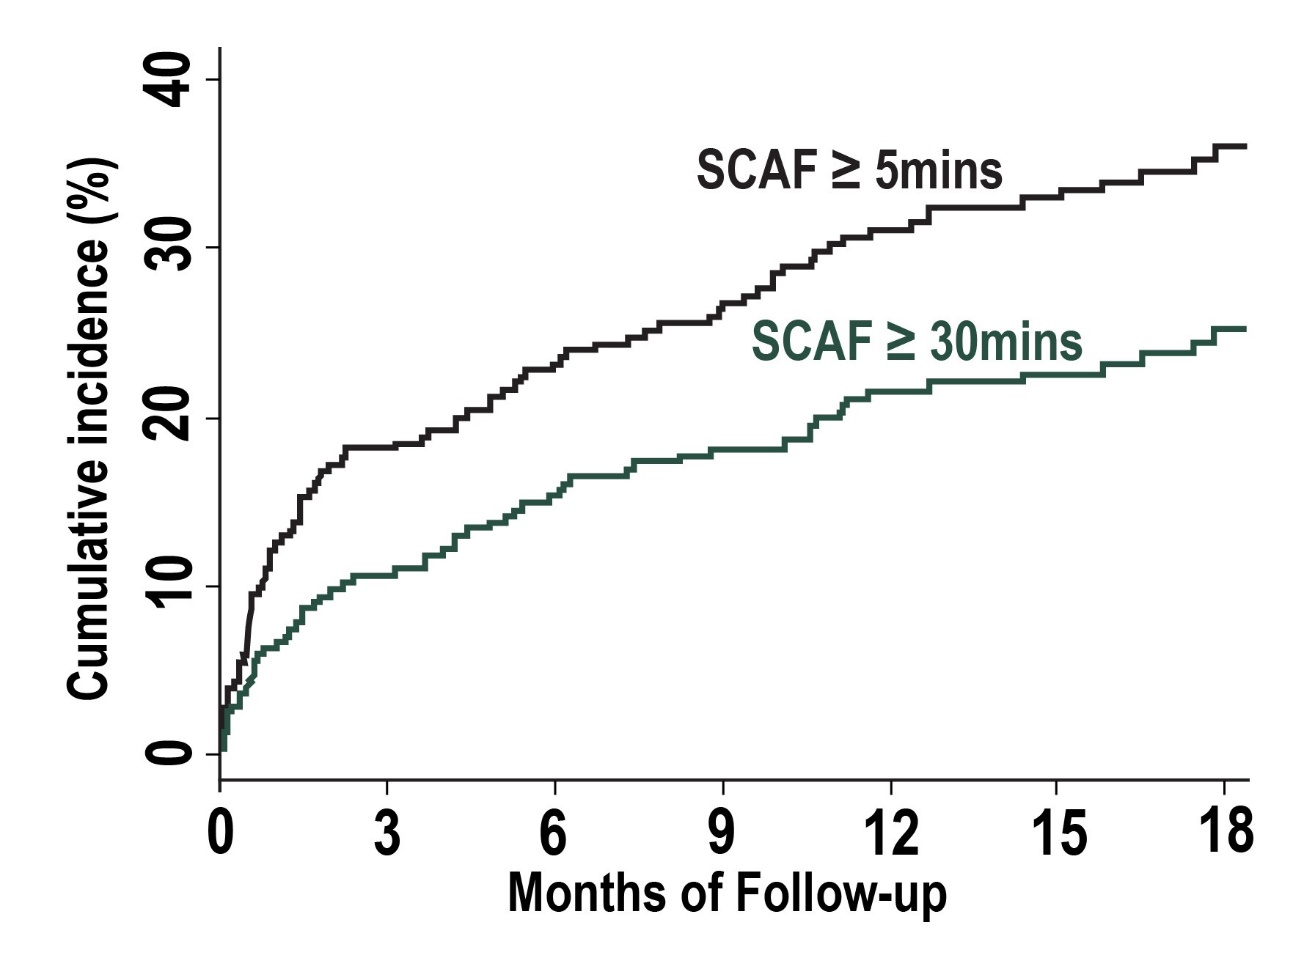 Cumulative incidence (%)
40
30
20
10
0
SCAF ≥ 5mins
SCAF ≥ 30mins
0 3 6 9 12 15 18
Months of Follow-up